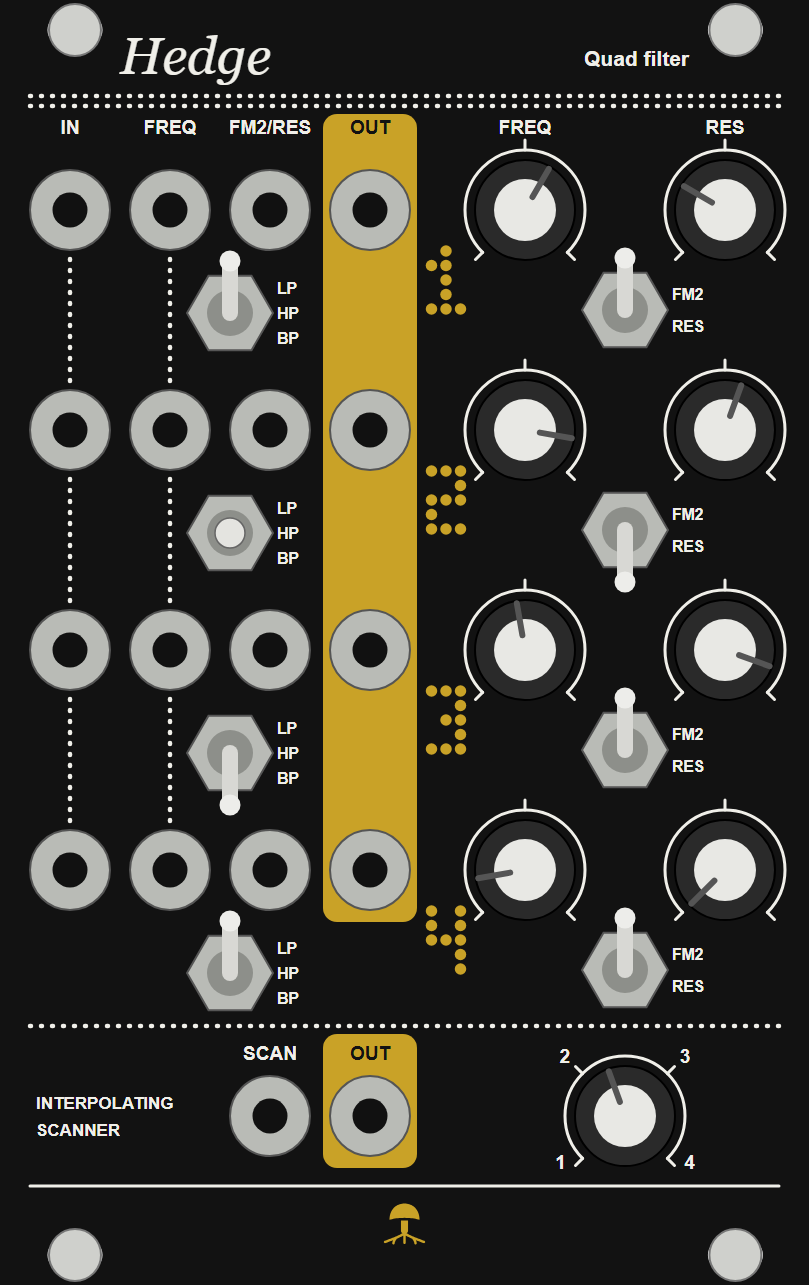 Hedge
Quad filter
IN FREQ FM2/RES OUT FREQ RES
1
LP
HP
BP
FM2
RES
2
LP
HP
BP
FM2
RES
3
LP
HP
BP
FM2
RES
4
LP
HP
BP
FM2
RES
SCAN OUT
INTERPOLATING
SCANNER
2 3
1 4